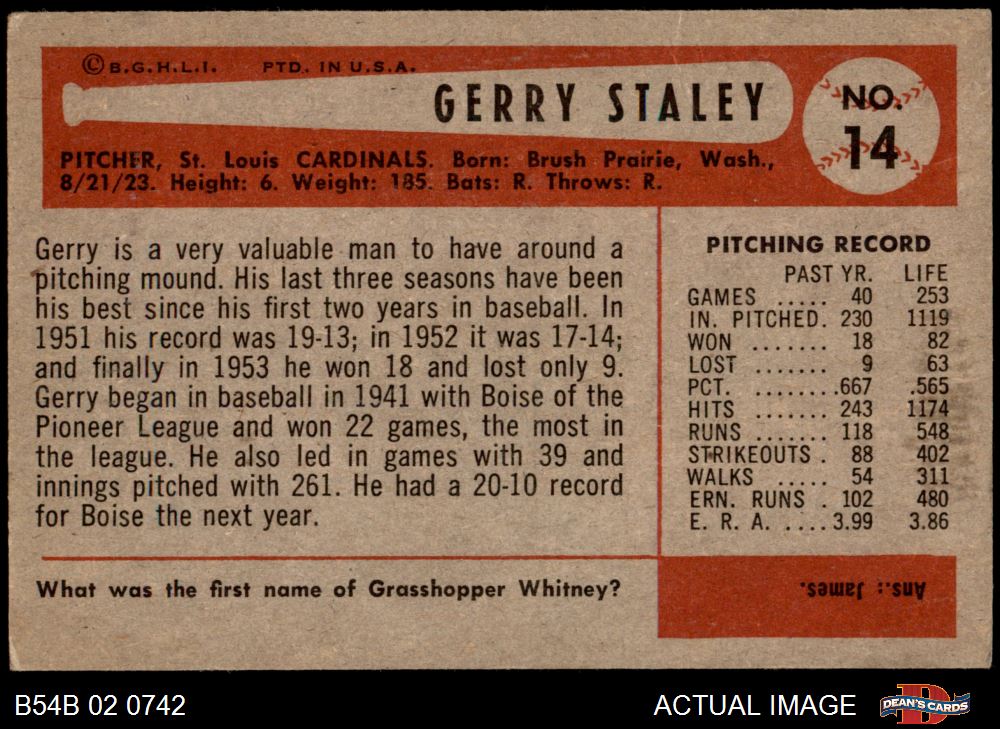 ©B.G.H.L.I. PTD. IN U.S.A.
GERRY STALEY
NO.
14
PITCHER, St. Louis CARDINALS. Born: Brush Prairie, Wash.,
8/21/23. Height: 6. Weight: 185. Bats: R. Throws: R.
Gerry is a very valuable man to have around a
pitching mound. His last three seasons have been
his best since his first two years in baseball. In
1951 his record was 19-13; in 1952 it was 17-14;
and finally in 1953 he won 18 and lost only 9.
Gerry began in baseball in 1941 with Boise of the
Pioneer League and won 22 games, the most in
the league. He also led in games with 39 and
innings pitched with 261. He had a 20-10 record
for Boise the next year.
PITCHING RECORD
PAST YR. LIFE
GAMES ..... 40 253
IN. PITCHED. 230 1119
WON ....... 18 82
LOST ....... 9 63
PCT. ........667 .565
HITS ....... 243 1174
RUNS ....... 118 548
STRIKEOUTS . 88 402
WALKS ..... 54 311
ERN. RUNS . 102 480
E. R. A. ....3.99 3.86
What was the first name of Grasshopper Whitney?
Ans.: James.
B54B 02 0742
ACTUAL IMAGE
D
DEAN'S CARDS